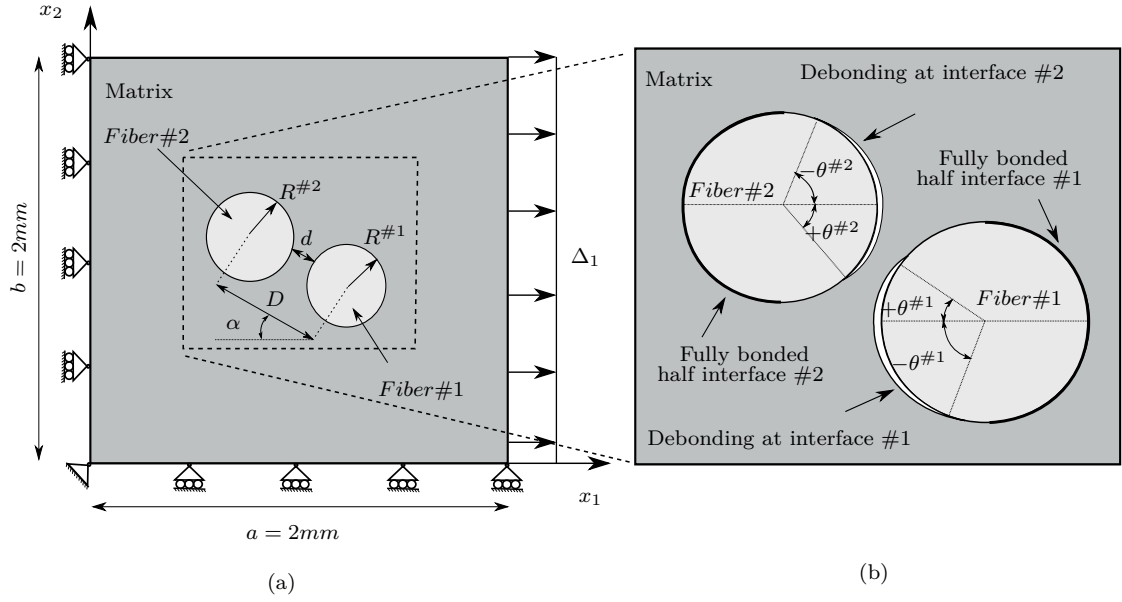 x₂
Matrix
Fiber#2
R^{#2}
d
R^{#1}
D
α
Fiber#1
Δ₁
b = 2mm
x₁
a = 2mm
(a)
Matrix
Debonding at interface #2
Fully bonded
half interface #1
−θ^{#2}
Fiber#2
+θ^{#2}
Fiber#1
+θ^{#1}
−θ^{#1}
Fully bonded
half interface #2
Debonding at interface #1
(b)